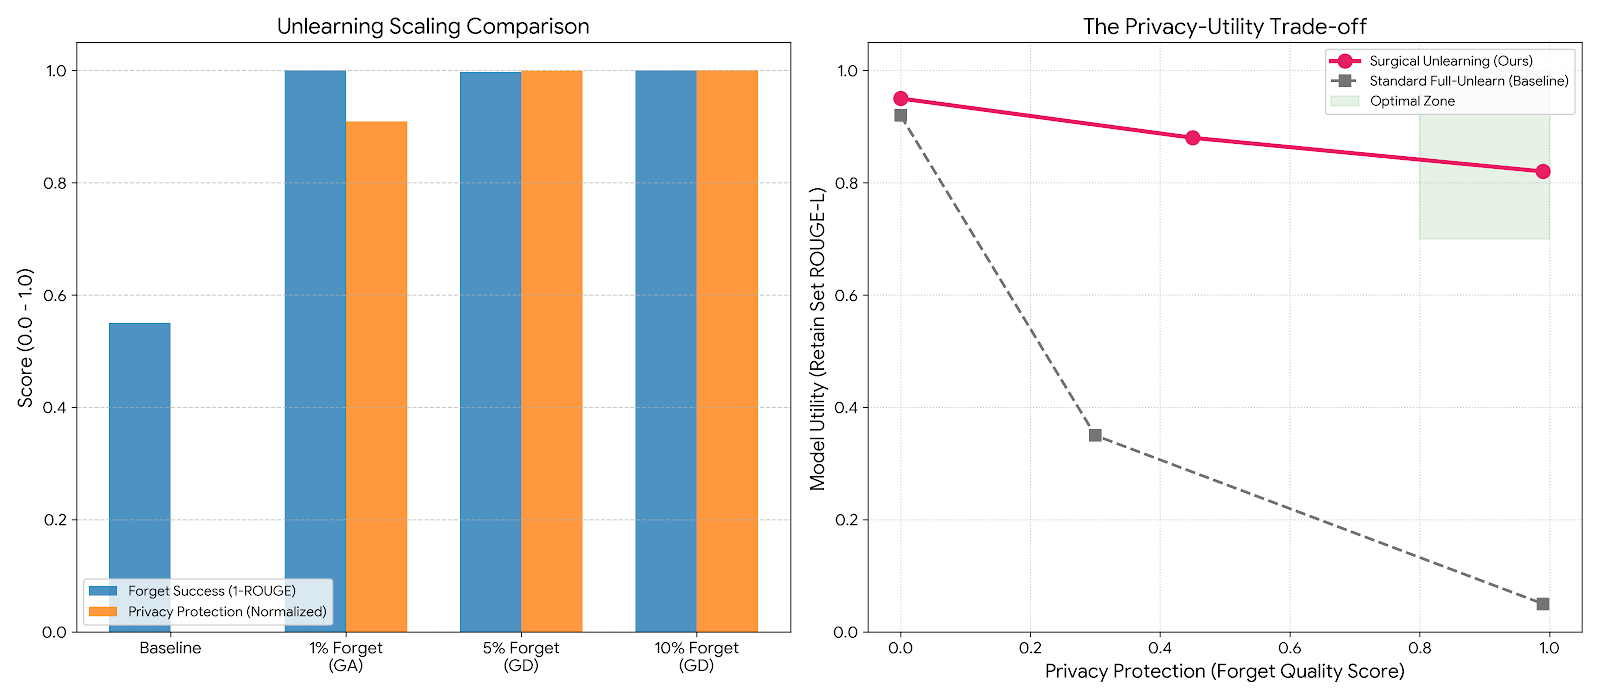 Unlearning Scaling Comparison
Score (0.0 - 1.0)
1.0
0.8
0.6
0.4
0.2
0.0
Forget Success (1-ROUGE)
Privacy Protection (Normalized)
Baseline
1% Forget
(GA)
5% Forget
(GD)
10% Forget
(GD)
The Privacy-Utility Trade-off
Model Utility (Retain Set ROUGE-L)
1.0
0.8
0.6
0.4
0.2
0.0
Surgical Unlearning (Ours)
Standard Full-Unlearn (Baseline)
Optimal Zone
0.0 0.2 0.4 0.6 0.8 1.0
Privacy Protection (Forget Quality Score)